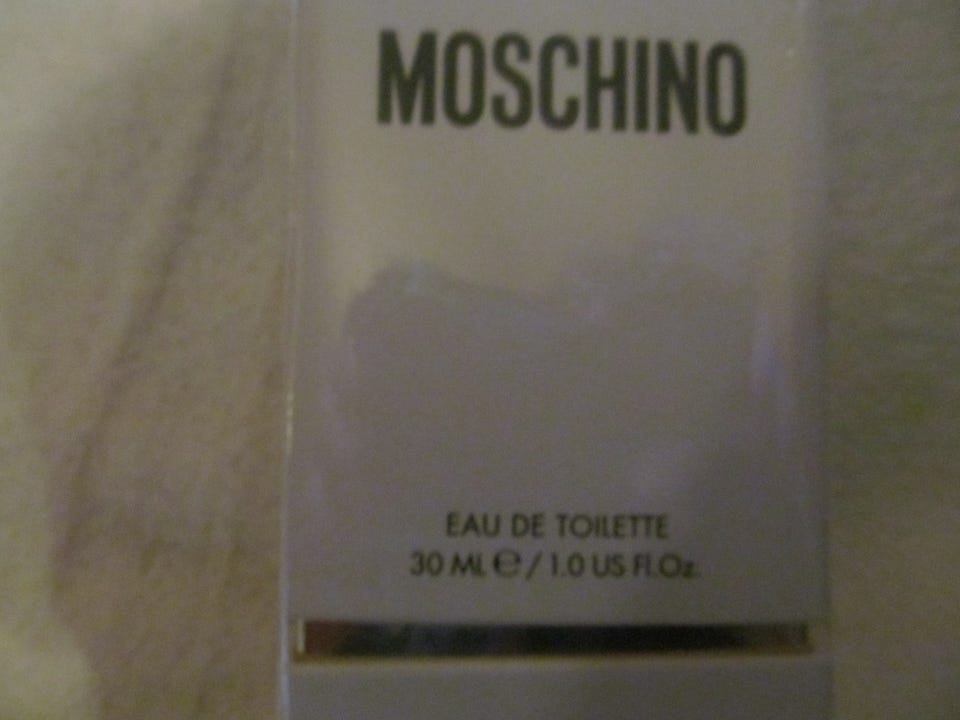 MOSCHINO
EAU DE TOILETTE
30 ML ℮ / 1.0 US Fl.Oz.